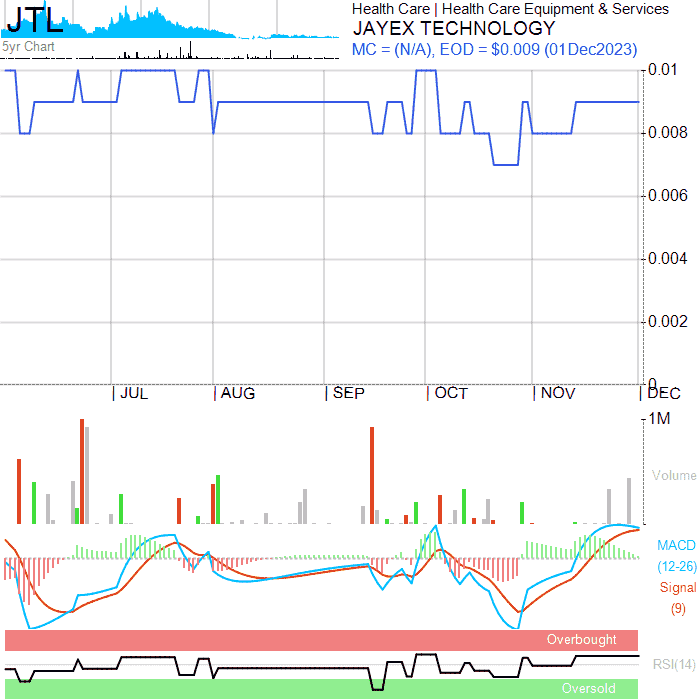 JTL
Health Care | Health Care Equipment & Services
JAYEX TECHNOLOGY
5yr Chart
MC = (N/A), EOD = $0.009 (01Dec2023)
0.01
0.008
0.006
0.004
0.002
0
| JUL | AUG | SEP | OCT | NOV | DEC
1M
Volume
MACD
(12-26)
Signal
(9)
Overbought
RSI(14)
Oversold